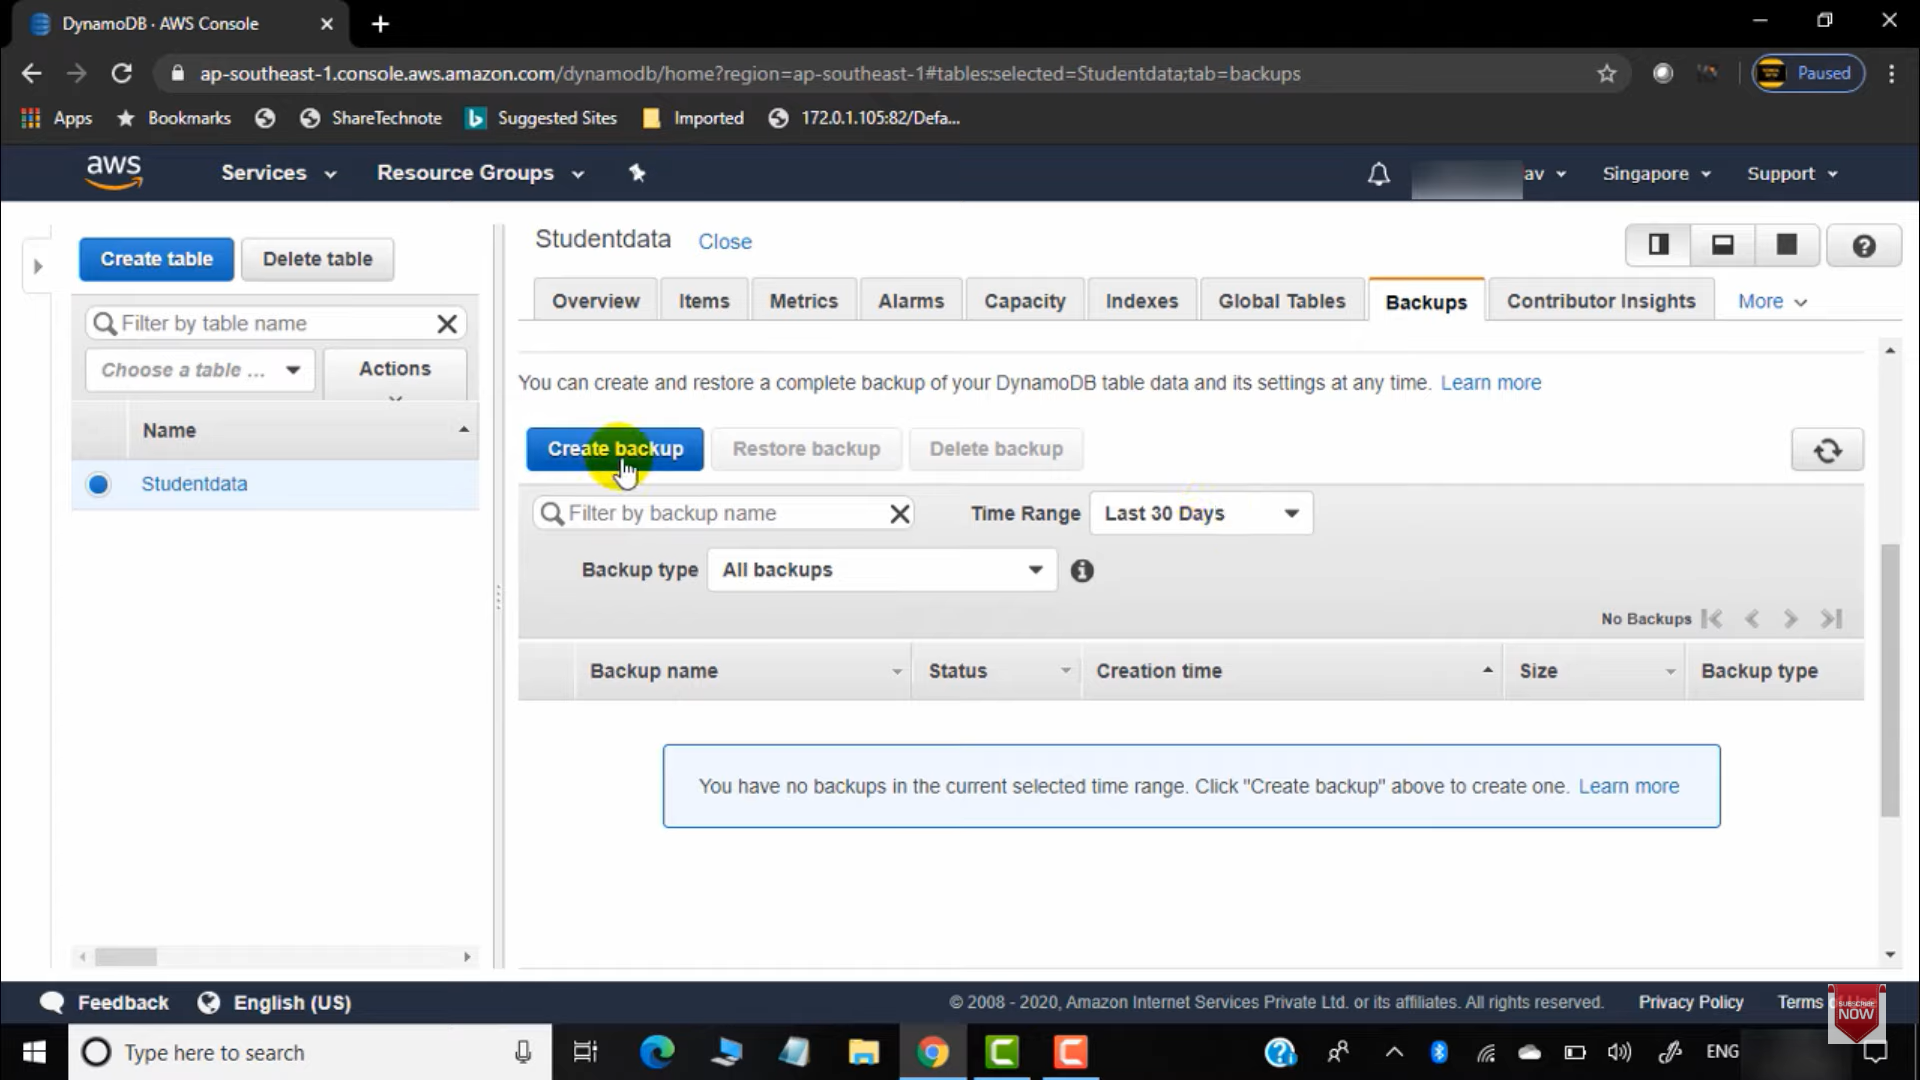 DynamoDB · AWS Console
ap-southeast-1.console.aws.amazon.com/dynamodb/home?region=ap-southeast-1#tables:selected=Studentdata;tab=backups
Paused
Apps Bookmarks ShareTechnote Suggested Sites Imported 172.0.1.105:82/Defa...
aws Services Resource Groups av Singapore Support
Create table Delete table
Studentdata Close
Overview Items Metrics Alarms Capacity Indexes Global Tables Backups Contributor Insights More
Filter by table name
Choose a table ... Actions
Name
Studentdata
You can create and restore a complete backup of your DynamoDB table data and its settings at any time. Learn more
Create backup Restore backup Delete backup
Filter by backup name Time Range Last 30 Days
Backup type All backups
No Backups
Backup name Status Creation time Size Backup type
You have no backups in the current selected time range. Click "Create backup" above to create one. Learn more
Feedback English (US) © 2008 - 2020, Amazon Internet Services Private Ltd. or its affiliates. All rights reserved. Privacy Policy Terms
SUBSCRIBE
NOW
Type here to search ENG